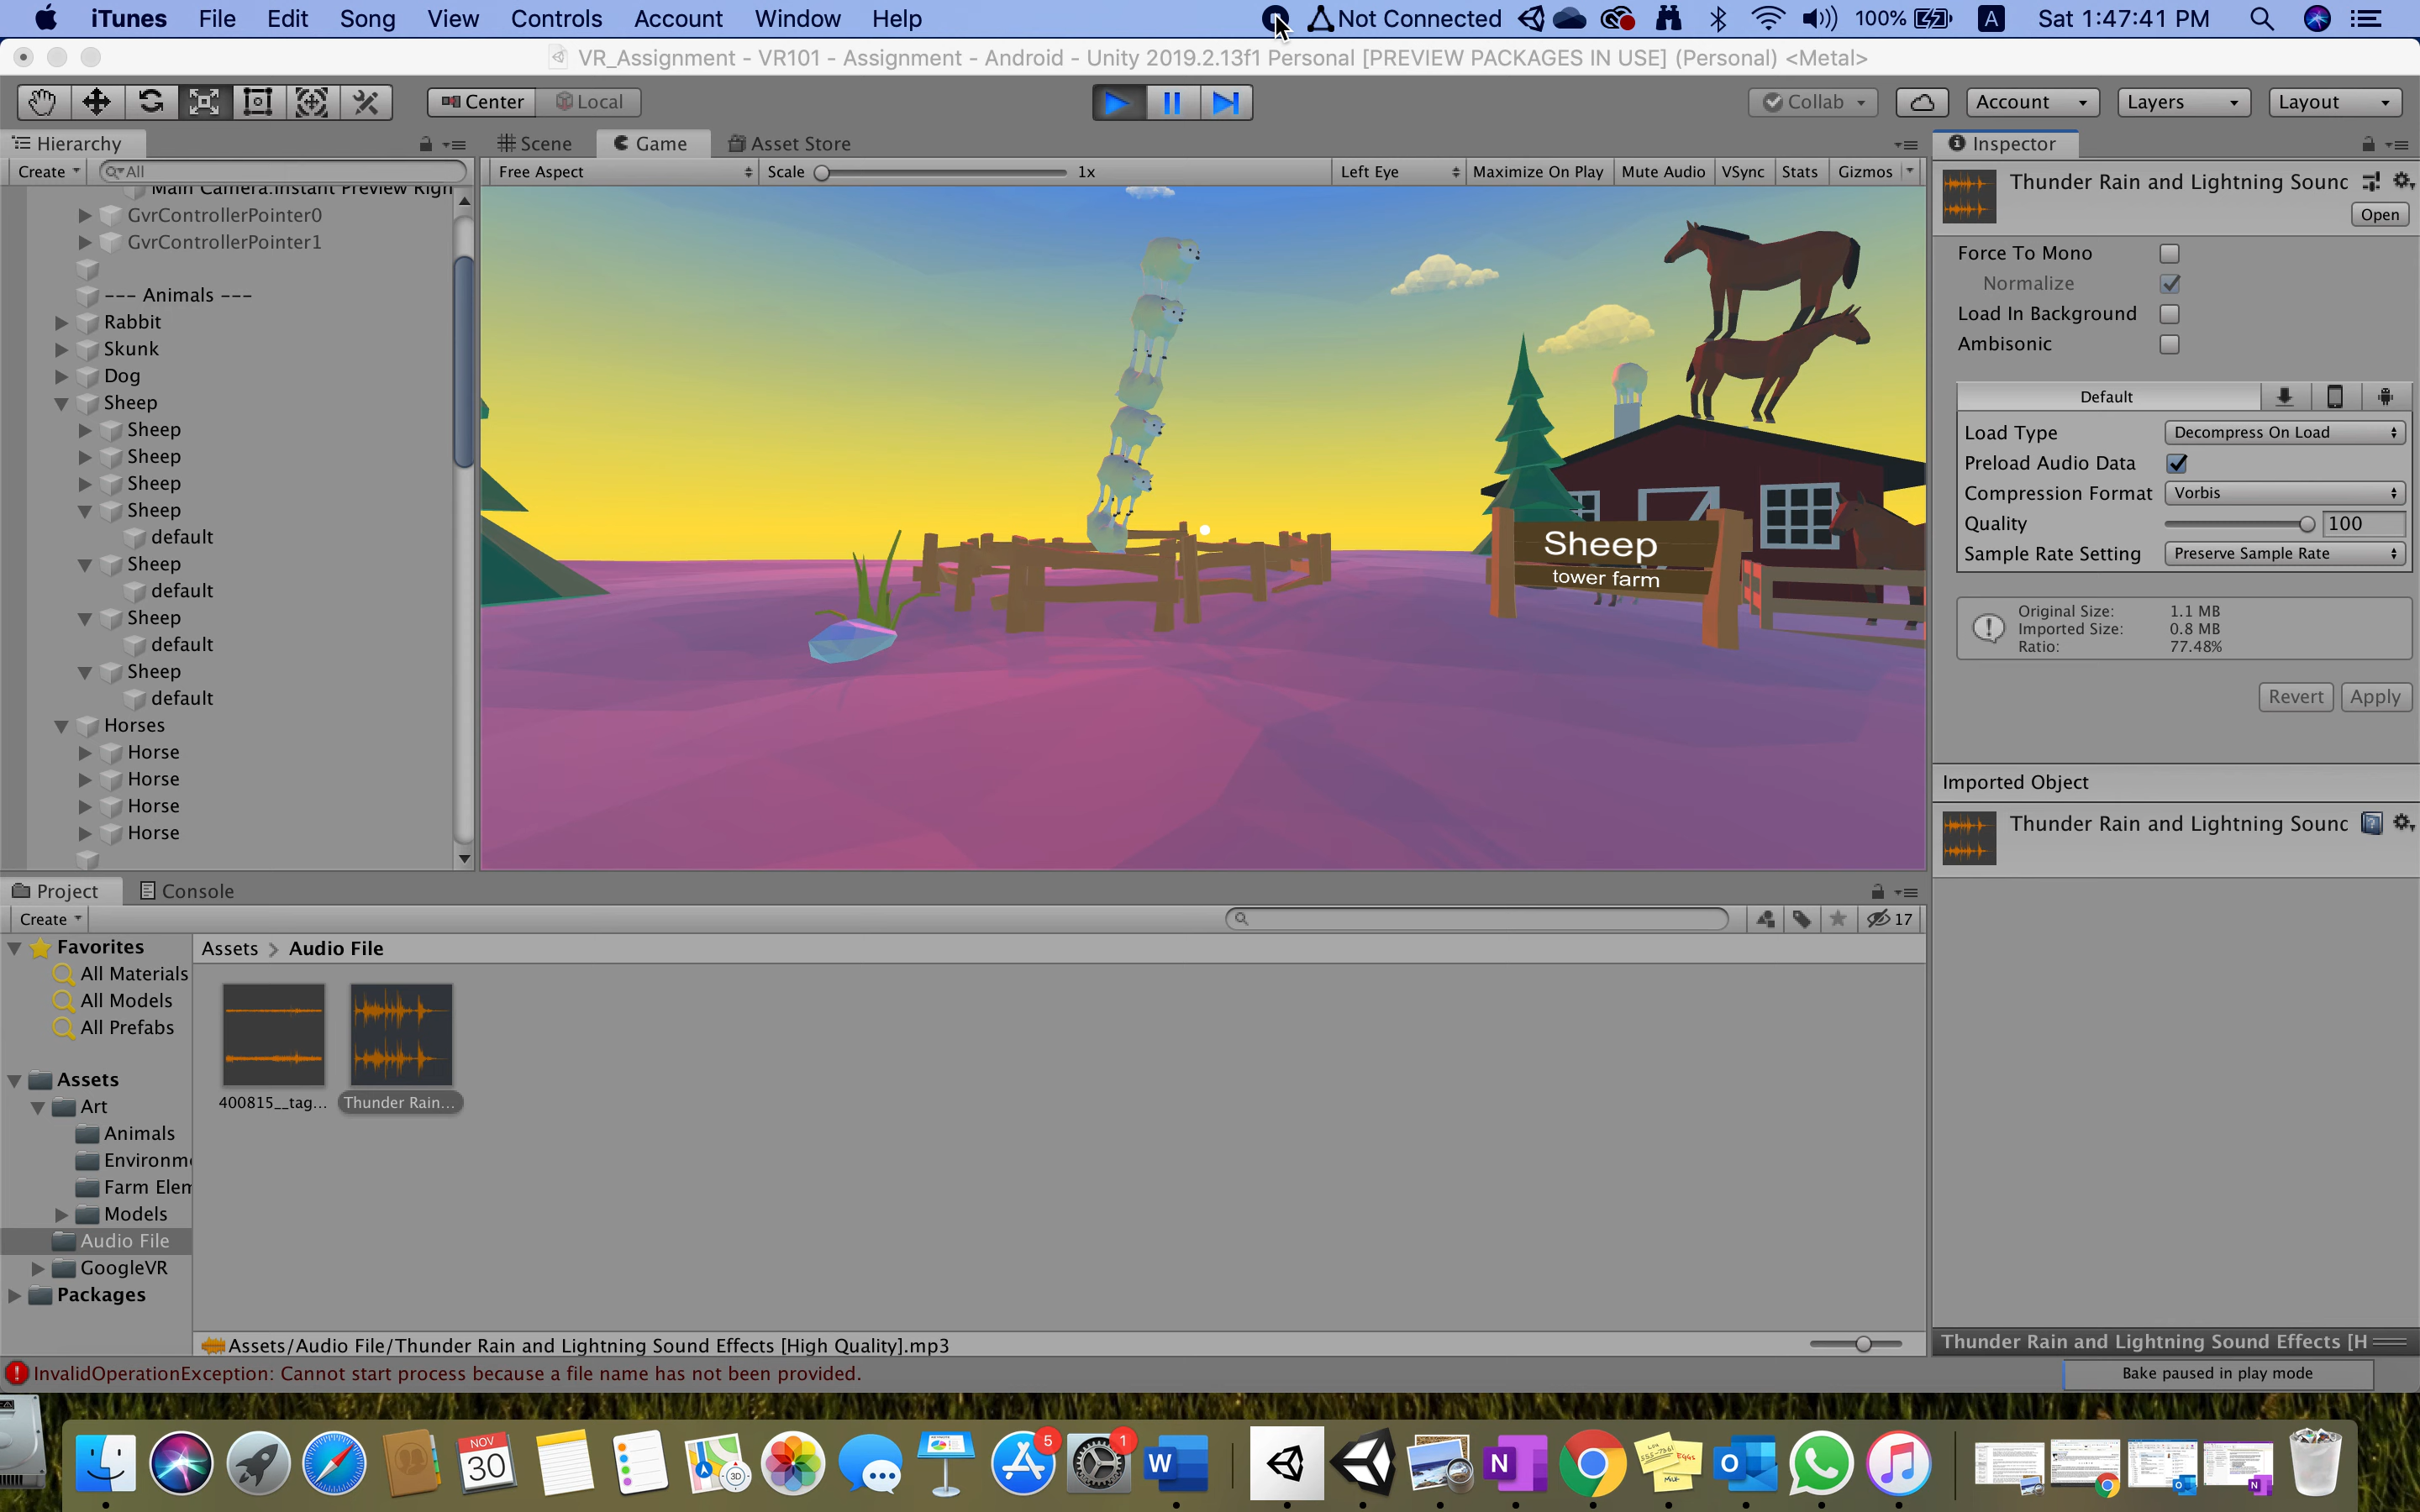 iTunes File Edit Song View Controls Account Window Help Not Connected 100% A Sat 1:47:41 PM
VR_Assignment - VR101 - Assignment - Android - Unity 2019.2.13f1 Personal [PREVIEW PACKAGES IN USE] (Personal) <Metal>
Center Local Collab Account Layers Layout
Hierarchy
Create All
Main Camera.Instant Preview Righ
GvrControllerPointer0
GvrControllerPointer1
--- Animals ---
Rabbit
Skunk
Dog
Sheep
Sheep
Sheep
Sheep
Sheep
default
Sheep
default
Sheep
default
Sheep
default
Horses
Horse
Horse
Horse
Horse
Scene Game Asset Store
Free Aspect Scale 1x Left Eye Maximize On Play Mute Audio VSync Stats Gizmos
Sheep
tower farm
Inspector
Thunder Rain and Lightning Sounc
Open
Force To Mono
Normalize
Load In Background
Ambisonic
Default
Load Type Decompress On Load
Preload Audio Data
Compression Format Vorbis
Quality 100
Sample Rate Setting Preserve Sample Rate
Original Size: 1.1 MB
Imported Size: 0.8 MB
Ratio: 77.48%
Revert Apply
Imported Object
Thunder Rain and Lightning Sounc
Project Console
Create 17
Favorites
All Materials
All Models
All Prefabs
Assets
Art
Animals
Environme
Farm Elem
Models
Audio File
GoogleVR
Packages
Assets > Audio File
400815__tag... Thunder Rain...
Assets/Audio File/Thunder Rain and Lightning Sound Effects [High Quality].mp3
Thunder Rain and Lightning Sound Effects [H
InvalidOperationException: Cannot start process because a file name has not been provided.
Bake paused in play mode
NOV
30
3D
5
1
W
N
O